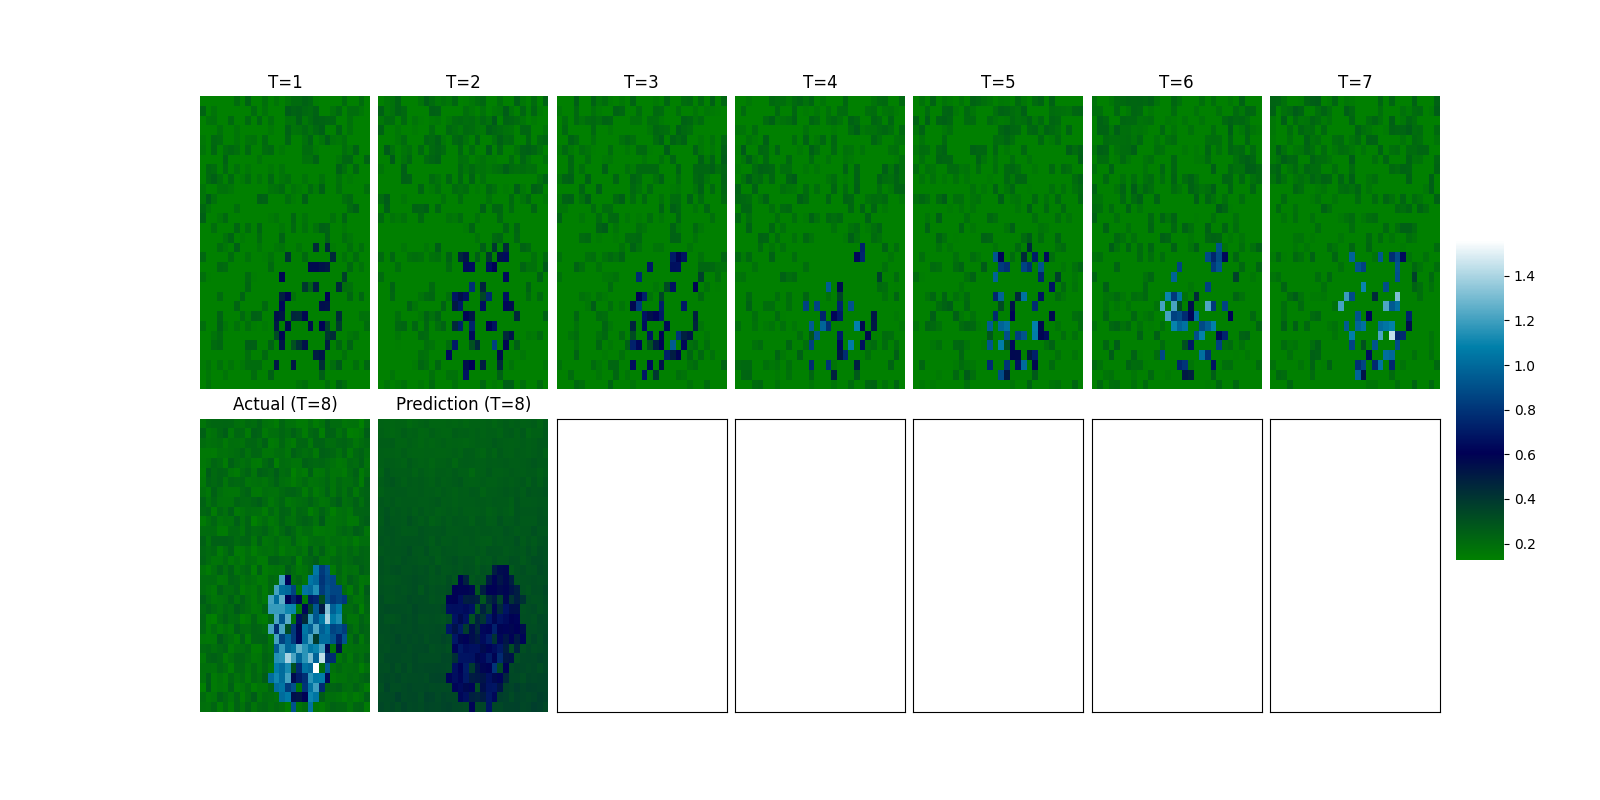 T=1
T=2
T=3
T=4
T=5
T=6
T=7
Actual (T=8)
Prediction (T=8)
1.4
1.2
1.0
0.8
0.6
0.4
0.2